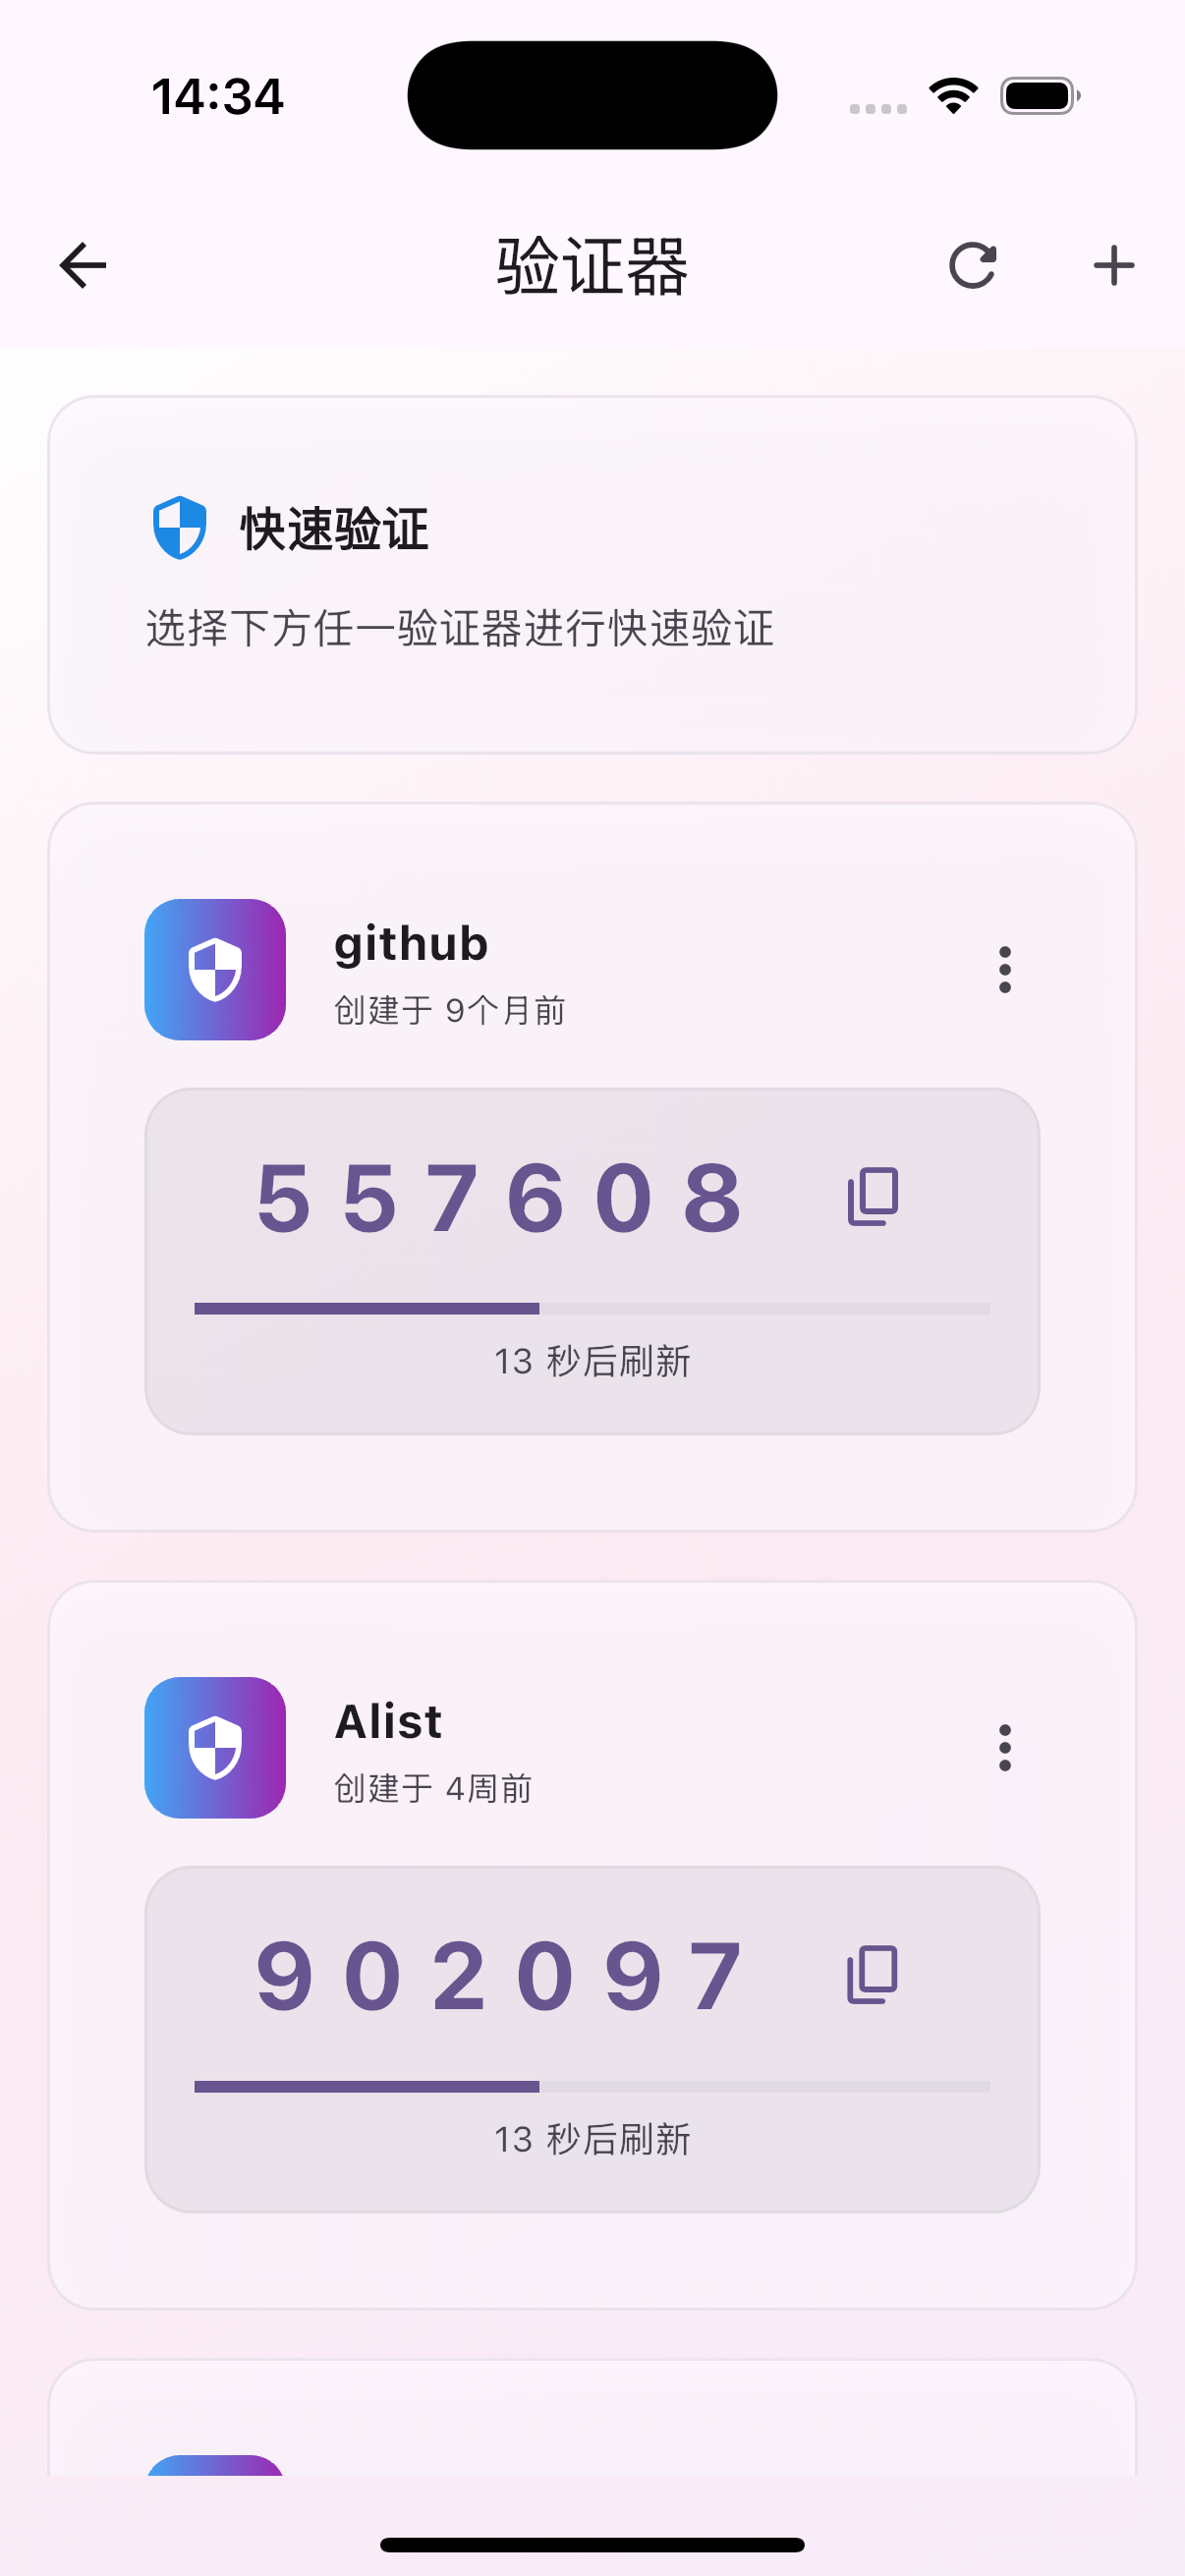 14:34
验证器
快速验证
选择下方任一验证器进行快速验证
github
创建于 9个月前
557608
13 秒后刷新
Alist
创建于 4周前
902097
13 秒后刷新